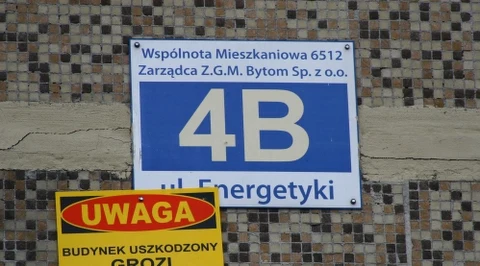 Wspólnota Mieszkaniowa 6512
Zarządca Z.G.M. Bytom Sp. z o.o.
4B
ul. Energetyki
UWAGA
BUDYNEK USZKODZONY
GROZI